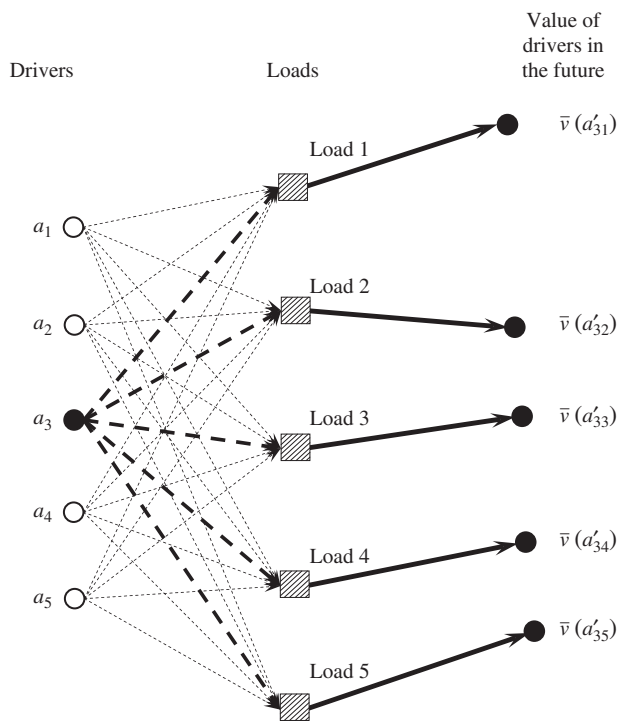 Value of
drivers in
the future
Drivers
Loads
Load 1
v̅ (a′₃₁)
a₁
Load 2
a₂
v̅ (a′₃₂)
a₃
Load 3
v̅ (a′₃₃)
a₄
Load 4
v̅ (a′₃₄)
a₅
v̅ (a′₃₅)
Load 5